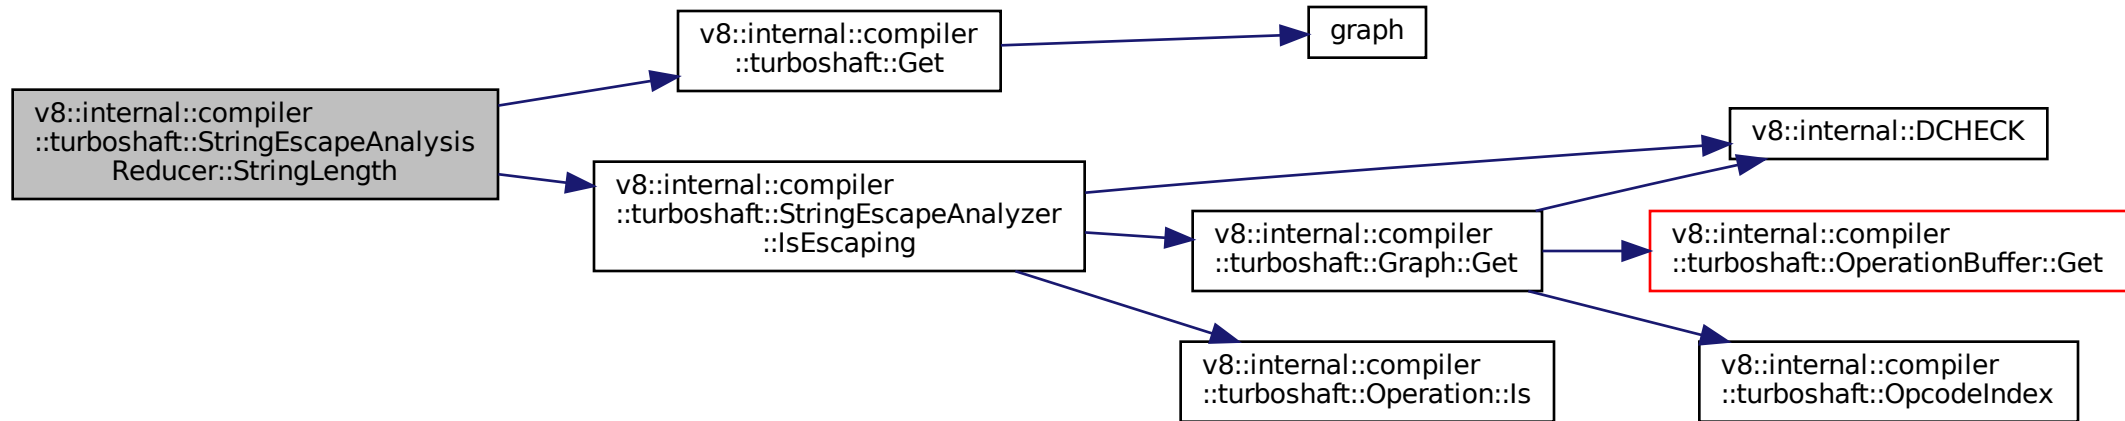 v8::internal::compiler
::turboshaft::StringEscapeAnalysis
Reducer::StringLength
v8::internal::compiler
::turboshaft::Get
graph
v8::internal::compiler
::turboshaft::StringEscapeAnalyzer
::IsEscaping
v8::internal::DCHECK
v8::internal::compiler
::turboshaft::Graph::Get
v8::internal::compiler
::turboshaft::OperationBuffer::Get
v8::internal::compiler
::turboshaft::Operation::Is
v8::internal::compiler
::turboshaft::OpcodeIndex